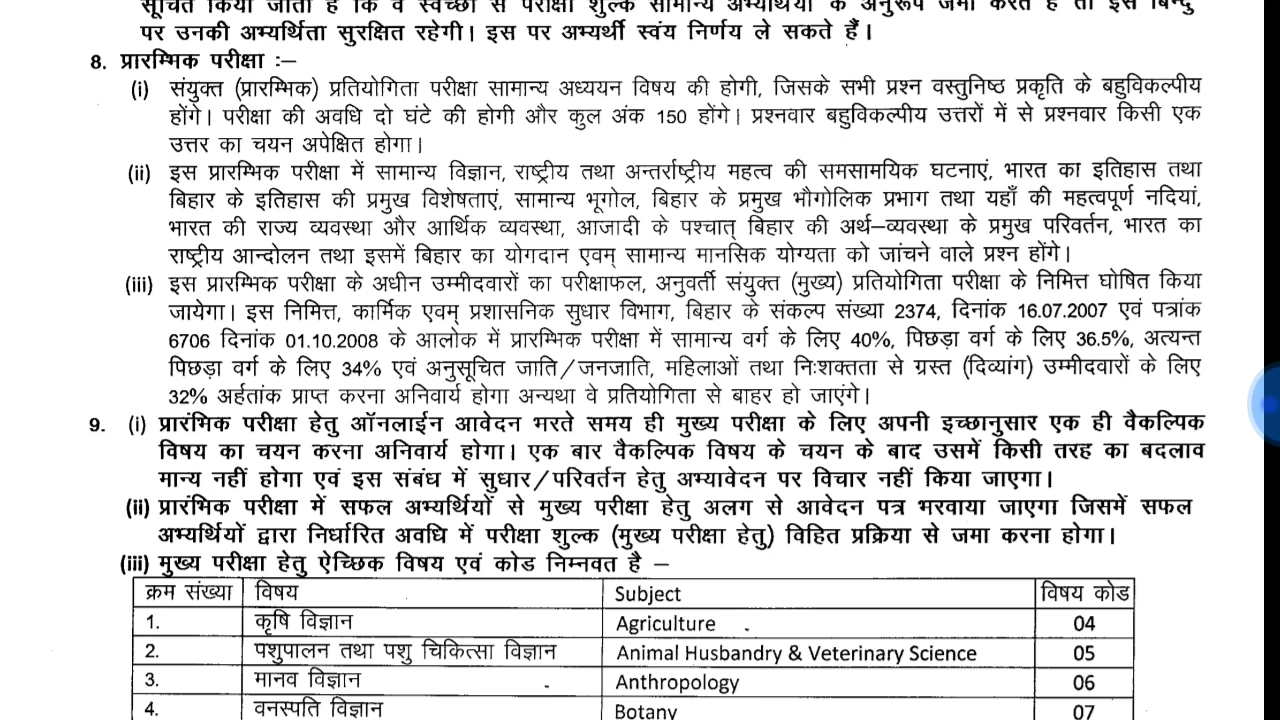 सूचित किया जाता है कि वे स्वेच्छा से परीक्षा शुल्क सामान्य अभ्यर्थियों के अनुरूप जमा करते हैं तो इस बिन्दु
पर उनकी अभ्यर्थिता सुरक्षित रहेगी। इस पर अभ्यर्थी स्वंय निर्णय ले सकते हैं।
8. प्रारम्भिक परीक्षा :–
(i) संयुक्त (प्रारम्भिक) प्रतियोगिता परीक्षा सामान्य अध्ययन विषय की होगी, जिसके सभी प्रश्न वस्तुनिष्ठ प्रकृति के बहुविकल्पीय
होंगे। परीक्षा की अवधि दो घंटे की होगी और कुल अंक 150 होंगे। प्रश्नवार बहुविकल्पीय उत्तरों में से प्रश्नवार किसी एक
उत्तर का चयन अपेक्षित होगा।
(ii) इस प्रारम्भिक परीक्षा में सामान्य विज्ञान, राष्ट्रीय तथा अन्तर्राष्ट्रीय महत्व की समसामयिक घटनाएं, भारत का इतिहास तथा
बिहार के इतिहास की प्रमुख विशेषताएं, सामान्य भूगोल, बिहार के प्रमुख भौगोलिक प्रभाग तथा यहाँ की महत्वपूर्ण नदियां,
भारत की राज्य व्यवस्था और आर्थिक व्यवस्था, आजादी के पश्चात् बिहार की अर्थ–व्यवस्था के प्रमुख परिवर्तन, भारत का
राष्ट्रीय आन्दोलन तथा इसमें बिहार का योगदान एवम् सामान्य मानसिक योग्यता को जांचने वाले प्रश्न होंगे।
(iii) इस प्रारम्भिक परीक्षा के अधीन उम्मीदवारों का परीक्षाफल, अनुवर्ती संयुक्त (मुख्य) प्रतियोगिता परीक्षा के निमित्त घोषित किया
जायेगा। इस निमित्त, कार्मिक एवम् प्रशासनिक सुधार विभाग, बिहार के संकल्प संख्या 2374, दिनांक 16.07.2007 एवं पत्रांक
6706 दिनांक 01.10.2008 के आलोक में प्रारम्भिक परीक्षा में सामान्य वर्ग के लिए 40%, पिछड़ा वर्ग के लिए 36.5%, अत्यन्त
पिछड़ा वर्ग के लिए 34% एवं अनुसूचित जाति/जनजाति, महिलाओं तथा निःशक्तता से ग्रस्त (दिव्यांग) उम्मीदवारों के लिए
32% अर्हतांक प्राप्त करना अनिवार्य होगा अन्यथा वे प्रतियोगिता से बाहर हो जाएंगे।
9. (i) प्रारंभिक परीक्षा हेतु ऑनलाईन आवेदन भरते समय ही मुख्य परीक्षा के लिए अपनी इच्छानुसार एक ही वैकल्पिक
विषय का चयन करना अनिवार्य होगा। एक बार वैकल्पिक विषय के चयन के बाद उसमें किसी तरह का बदलाव
मान्य नहीं होगा एवं इस संबंध में सुधार/परिवर्तन हेतु अभ्यावेदन पर विचार नहीं किया जाएगा।
(ii) प्रारंभिक परीक्षा में सफल अभ्यर्थियों से मुख्य परीक्षा हेतु अलग से आवेदन पत्र भरवाया जाएगा जिसमें सफल
अभ्यर्थियों द्वारा निर्धारित अवधि में परीक्षा शुल्क (मुख्य परीक्षा हेतु) विहित प्रक्रिया से जमा करना होगा।
(iii) मुख्य परीक्षा हेतु ऐच्छिक विषय एवं कोड निम्नवत है –
क्रम संख्या विषय Subject विषय कोड
1. कृषि विज्ञान Agriculture 04
2. पशुपालन तथा पशु चिकित्सा विज्ञान Animal Husbandry & Veterinary Science 05
3. मानव विज्ञान Anthropology 06
4. वनस्पति विज्ञान Botany 07